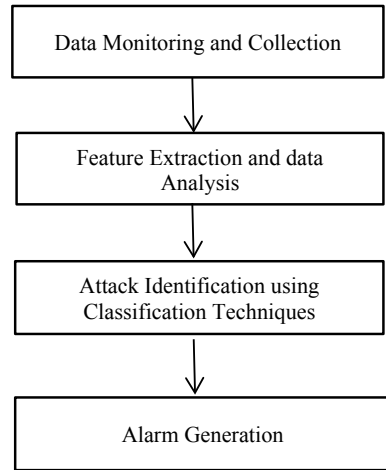 Data Monitoring and Collection
Feature Extraction and data
Analysis
Attack Identification using
Classification Techniques
Alarm Generation